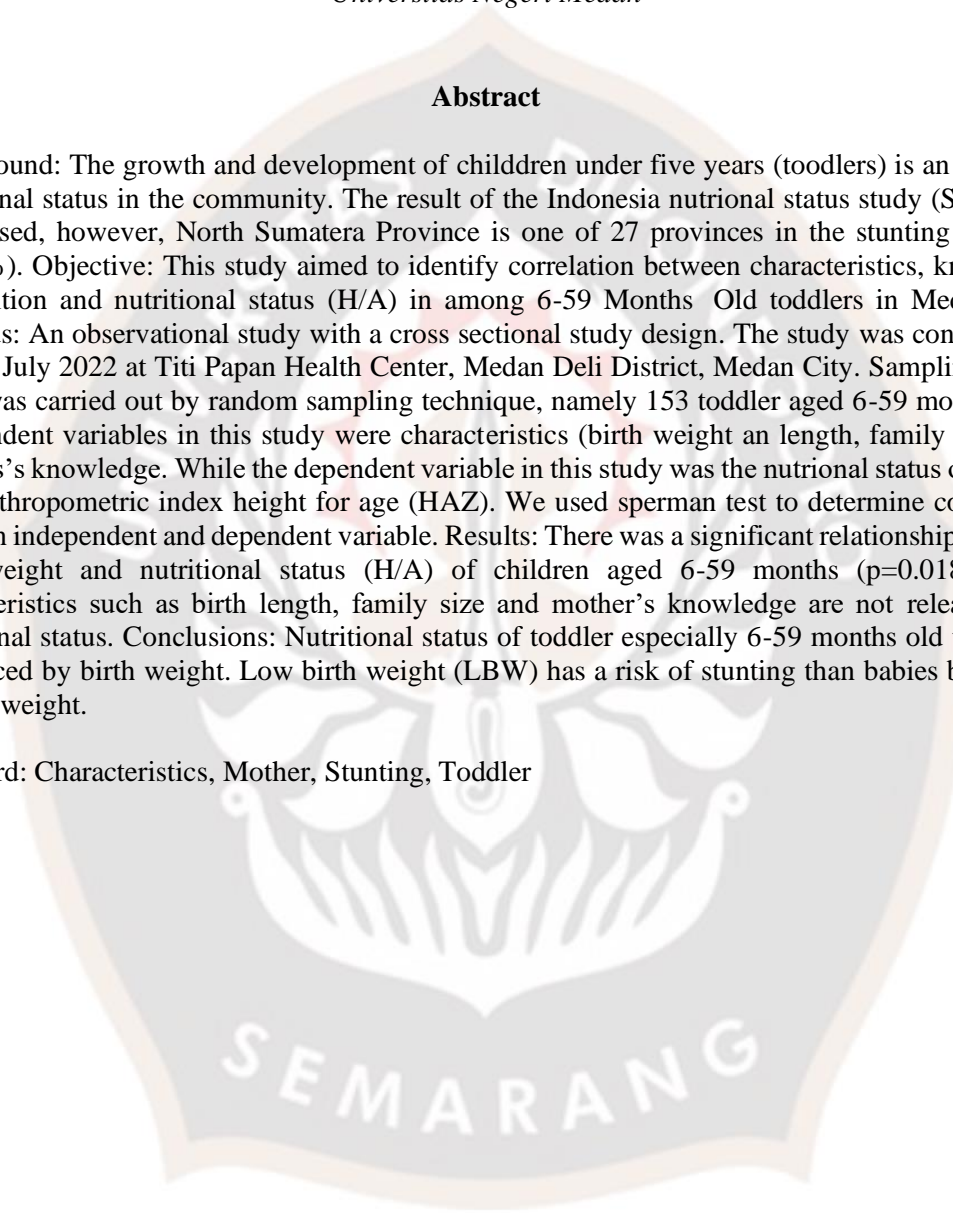 Universitas Negeri Medan
Abstract
ound: The growth and development of childdren under five years (toodlers) is an
nal status in the community. The result of the Indonesia nutrional status study (S
sed, however, North Sumatera Province is one of 27 provinces in the stunting
). Objective: This study aimed to identify correlation between characteristics, kn
tion and nutritional status (H/A) in among 6-59 Months Old toddlers in Med
s: An observational study with a cross sectional study design. The study was con
July 2022 at Titi Papan Health Center, Medan Deli District, Medan City. Samplin
was carried out by random sampling technique, namely 153 toddler aged 6-59 mo
ndent variables in this study were characteristics (birth weight an length, family
s's knowledge. While the dependent variable in this study was the nutrional status o
nthropometric index height for age (HAZ). We used sperman test to determine co
n independent and dependent variable. Results: There was a significant relationship
weight and nutritional status (H/A) of children aged 6-59 months (p=0.018
eristics such as birth length, family size and mother's knowledge are not relea
nal status. Conclusions: Nutritional status of toddler especially 6-59 months old
ced by birth weight. Low birth weight (LBW) has a risk of stunting than babies b
weight.
rd: Characteristics, Mother, Stunting, Toddler
UNIVERSITAS DIPONEGORO
SEMARANG